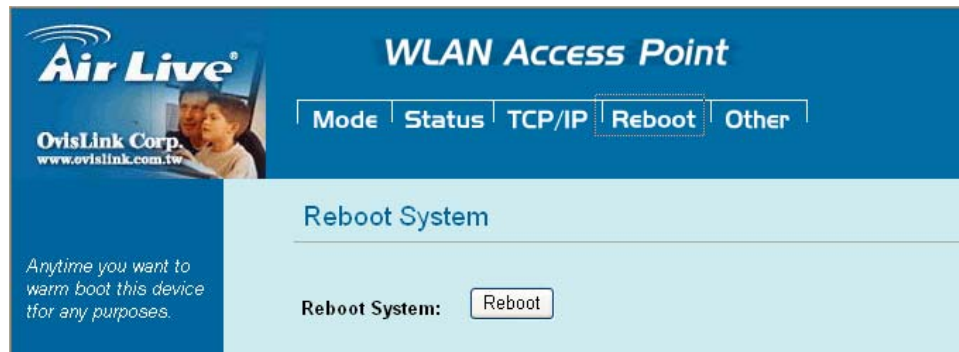 Air Live®
OvisLink Corp.
www.ovislink.com.tw
WLAN Access Point
Mode Status TCP/IP Reboot Other
Anytime you want to
warm boot this device
tfor any purposes.
Reboot System
Reboot System: Reboot